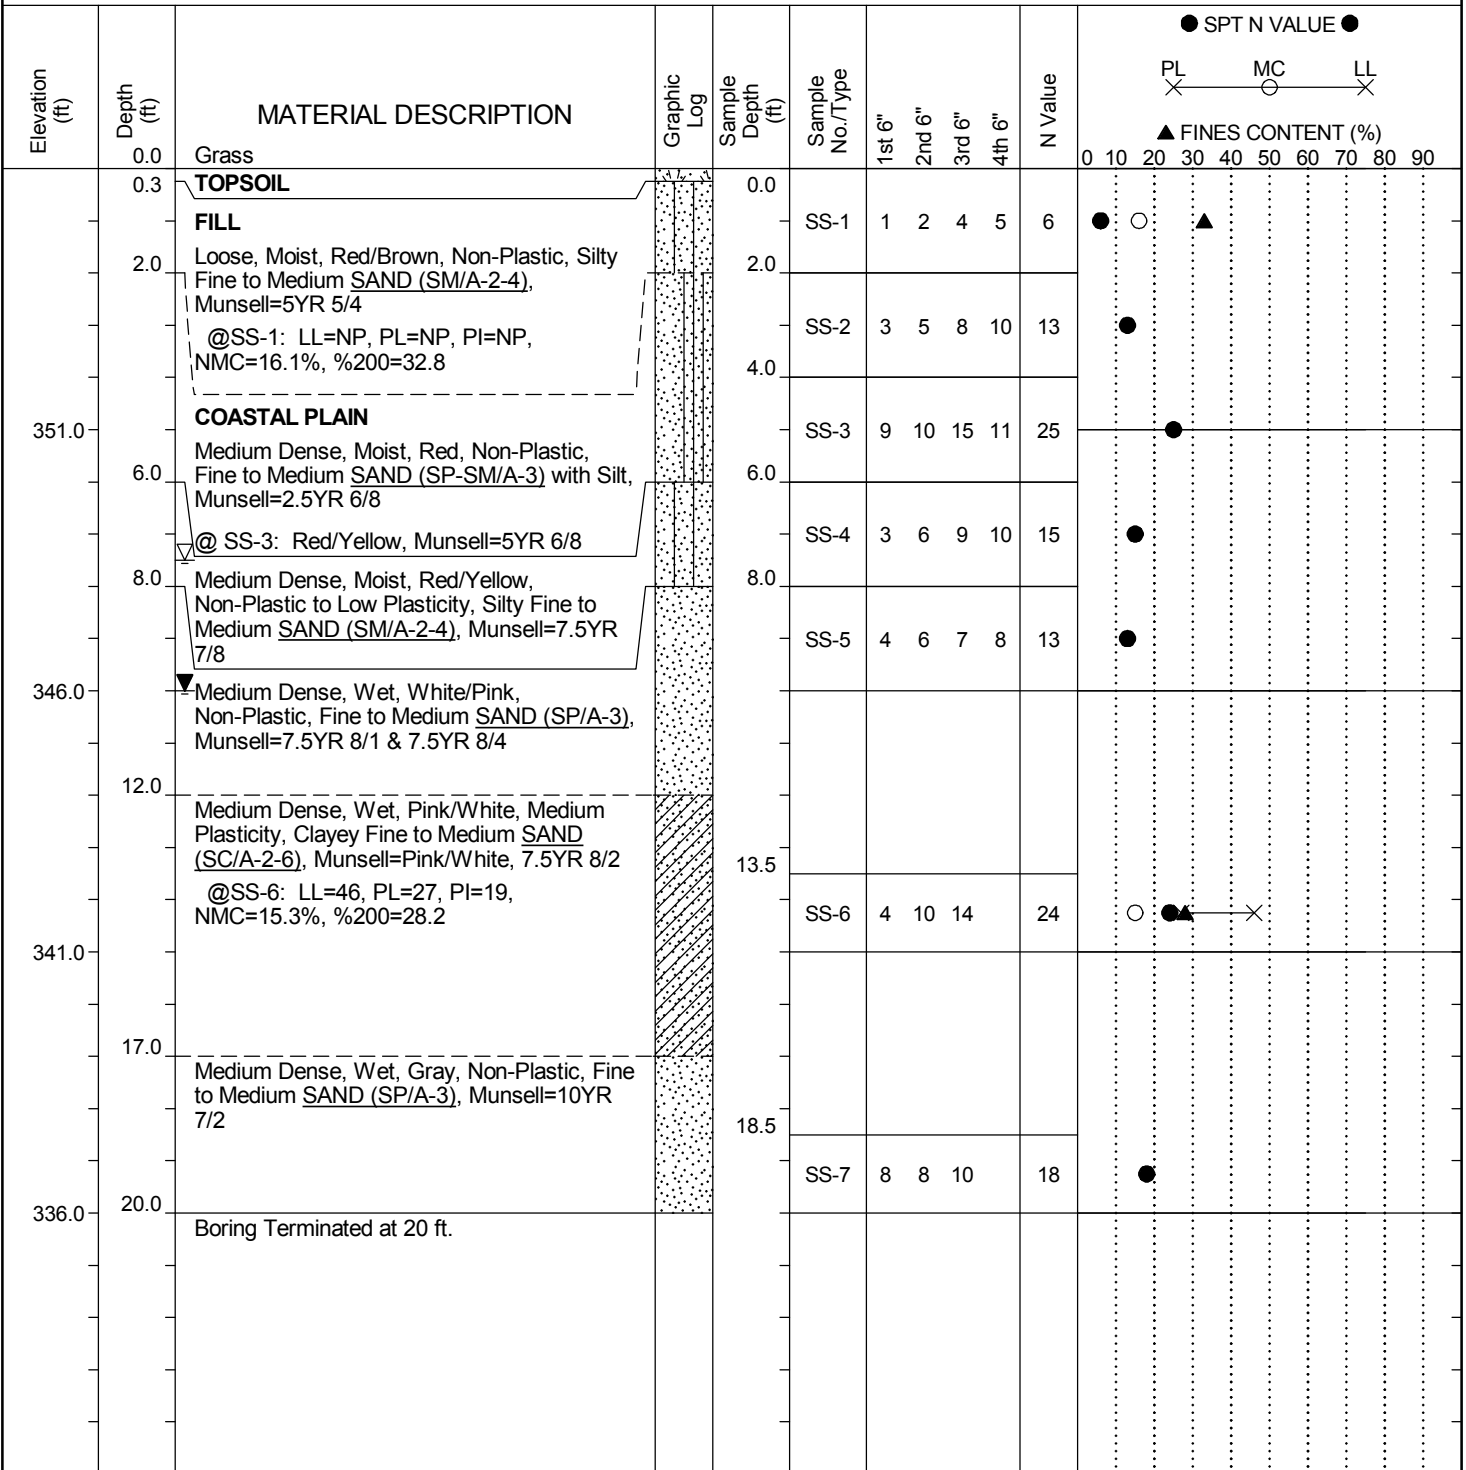 Elevation
(ft)
Depth
(ft)
MATERIAL DESCRIPTION
Graphic
Log
Sample
Depth
(ft)
Sample
No./Type
1st 6"
2nd 6"
3rd 6"
4th 6"
N Value
● SPT N VALUE ●
PL MC LL
▲ FINES CONTENT (%)
0 10 20 30 40 50 60 70 80 90
0.0 Grass
0.3 TOPSOIL 0.0
FILL
SS-1 1 2 4 5 6
Loose, Moist, Red/Brown, Non-Plastic, Silty
2.0 Fine to Medium SAND (SM/A-2-4), 2.0
Munsell=5YR 5/4
@SS-1: LL=NP, PL=NP, PI=NP,
NMC=16.1%, %200=32.8
SS-2 3 5 8 10 13
4.0
COASTAL PLAIN
351.0 SS-3 9 10 15 11 25
Medium Dense, Moist, Red, Non-Plastic,
6.0 Fine to Medium SAND (SP-SM/A-3) with Silt, 6.0
Munsell=2.5YR 6/8
@ SS-3: Red/Yellow, Munsell=5YR 6/8
SS-4 3 6 9 10 15
8.0 Medium Dense, Moist, Red/Yellow, 8.0
Non-Plastic to Low Plasticity, Silty Fine to
Medium SAND (SM/A-2-4), Munsell=7.5YR
7/8
SS-5 4 6 7 8 13
346.0 Medium Dense, Wet, White/Pink,
Non-Plastic, Fine to Medium SAND (SP/A-3),
Munsell=7.5YR 8/1 & 7.5YR 8/4
12.0
Medium Dense, Wet, Pink/White, Medium
Plasticity, Clayey Fine to Medium SAND
(SC/A-2-6), Munsell=Pink/White, 7.5YR 8/2
13.5
@SS-6: LL=46, PL=27, PI=19,
NMC=15.3%, %200=28.2
SS-6 4 10 14 24
341.0
17.0
Medium Dense, Wet, Gray, Non-Plastic, Fine
to Medium SAND (SP/A-3), Munsell=10YR
7/2
18.5
SS-7 8 8 10 18
336.0 20.0
Boring Terminated at 20 ft.